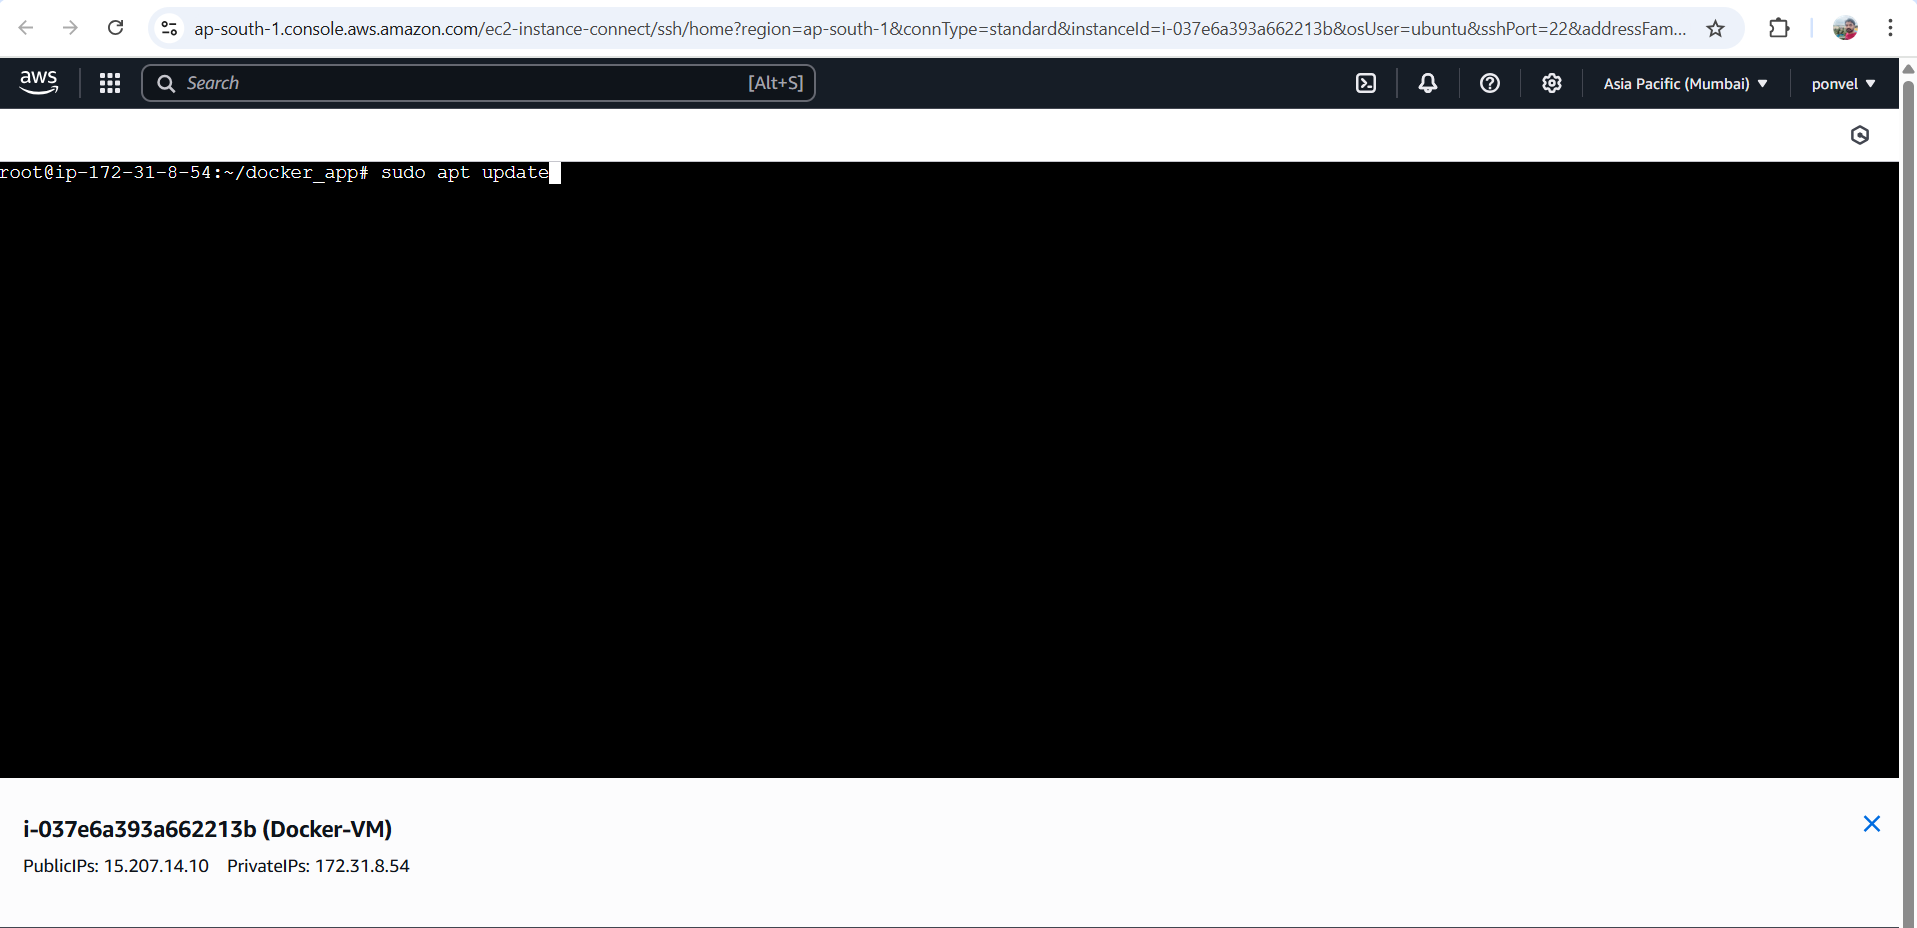 ap-south-1.console.aws.amazon.com/ec2-instance-connect/ssh/home?region=ap-south-1&connType=standard&instanceId=i-037e6a393a662213b&osUser=ubuntu&sshPort=22&addressFam...
aws Search [Alt+S] Asia Pacific (Mumbai) ponvel
root@ip-172-31-8-54:~/docker_app# sudo apt update
i-037e6a393a662213b (Docker-VM)
PublicIPs: 15.207.14.10 PrivateIPs: 172.31.8.54